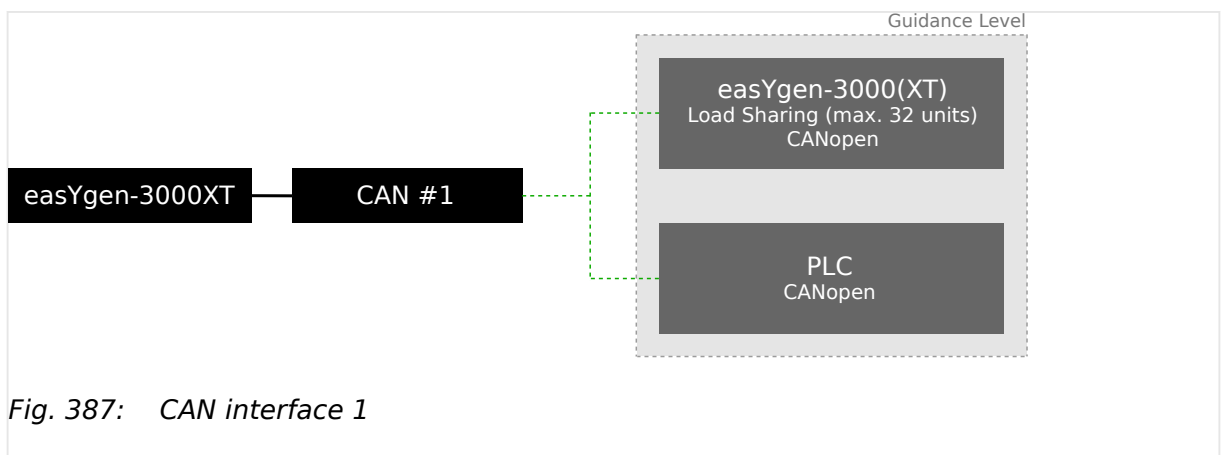 Guidance Level
easYgen-3000(XT)
Load Sharing (max. 32 units)
CANopen
easYgen-3000XT
CAN #1
PLC
CANopen
Fig. 387: CAN interface 1